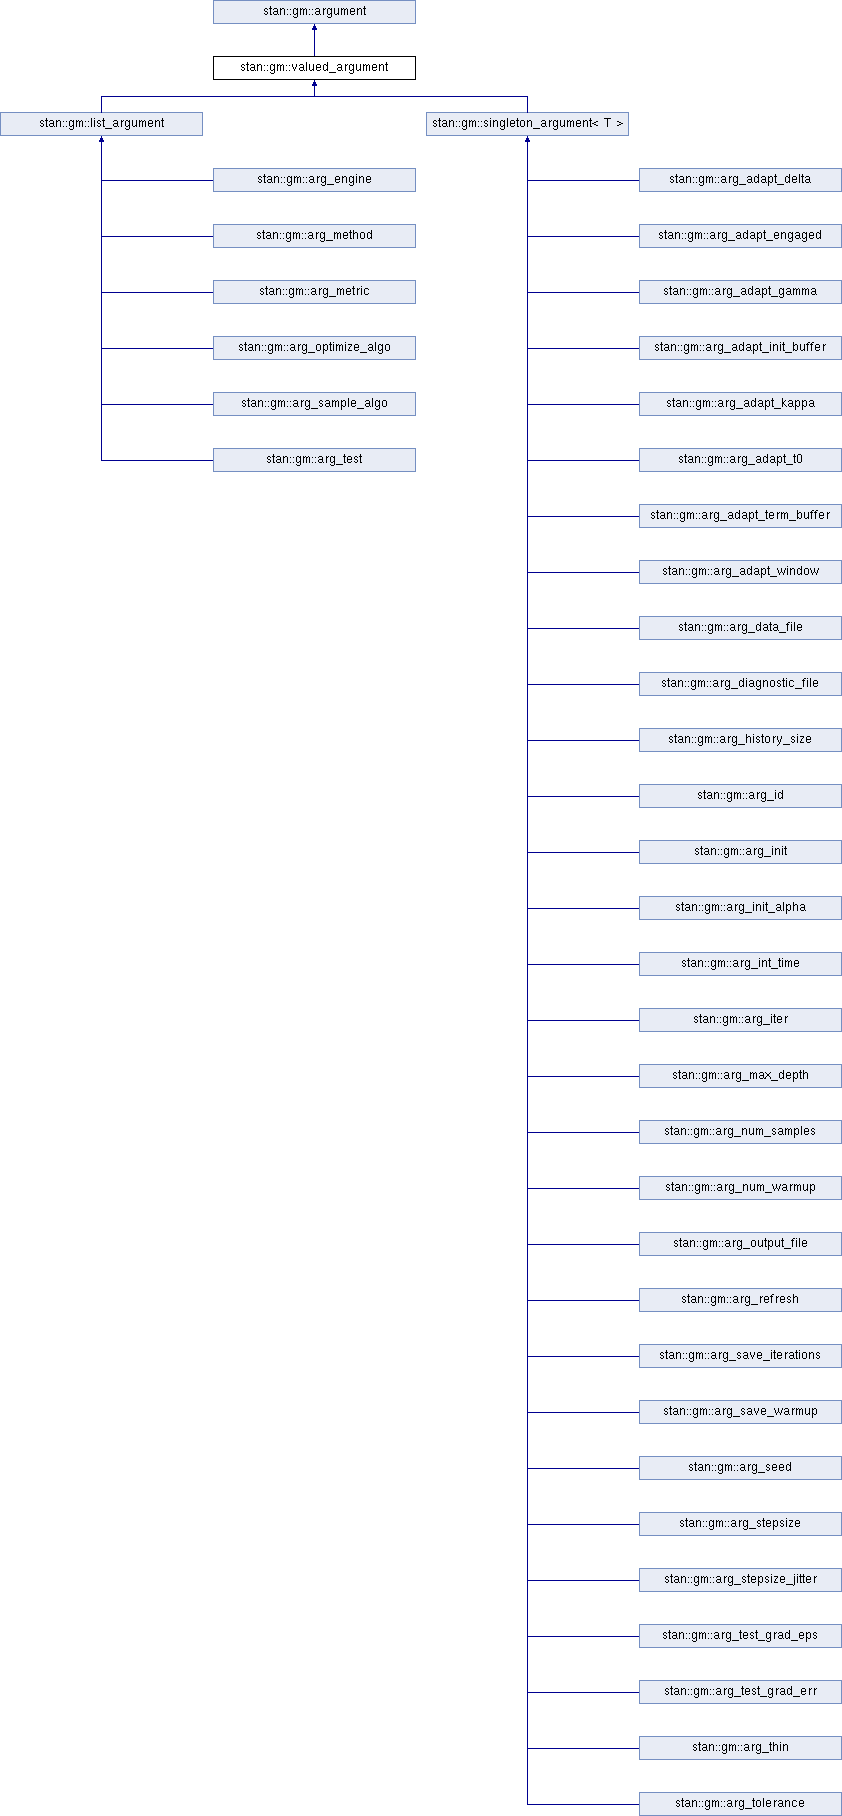 stan::gm::argument
stan::gm::valued_argument
stan::gm::list_argument
stan::gm::singleton_argument< T >
stan::gm::arg_engine
stan::gm::arg_adapt_delta
stan::gm::arg_method
stan::gm::arg_adapt_engaged
stan::gm::arg_metric
stan::gm::arg_adapt_gamma
stan::gm::arg_optimize_algo
stan::gm::arg_adapt_init_buffer
stan::gm::arg_sample_algo
stan::gm::arg_adapt_kappa
stan::gm::arg_test
stan::gm::arg_adapt_t0
stan::gm::arg_adapt_term_buffer
stan::gm::arg_adapt_window
stan::gm::arg_data_file
stan::gm::arg_diagnostic_file
stan::gm::arg_history_size
stan::gm::arg_id
stan::gm::arg_init
stan::gm::arg_init_alpha
stan::gm::arg_int_time
stan::gm::arg_iter
stan::gm::arg_max_depth
stan::gm::arg_num_samples
stan::gm::arg_num_warmup
stan::gm::arg_output_file
stan::gm::arg_refresh
stan::gm::arg_save_iterations
stan::gm::arg_save_warmup
stan::gm::arg_seed
stan::gm::arg_stepsize
stan::gm::arg_stepsize_jitter
stan::gm::arg_test_grad_eps
stan::gm::arg_test_grad_err
stan::gm::arg_thin
stan::gm::arg_tolerance